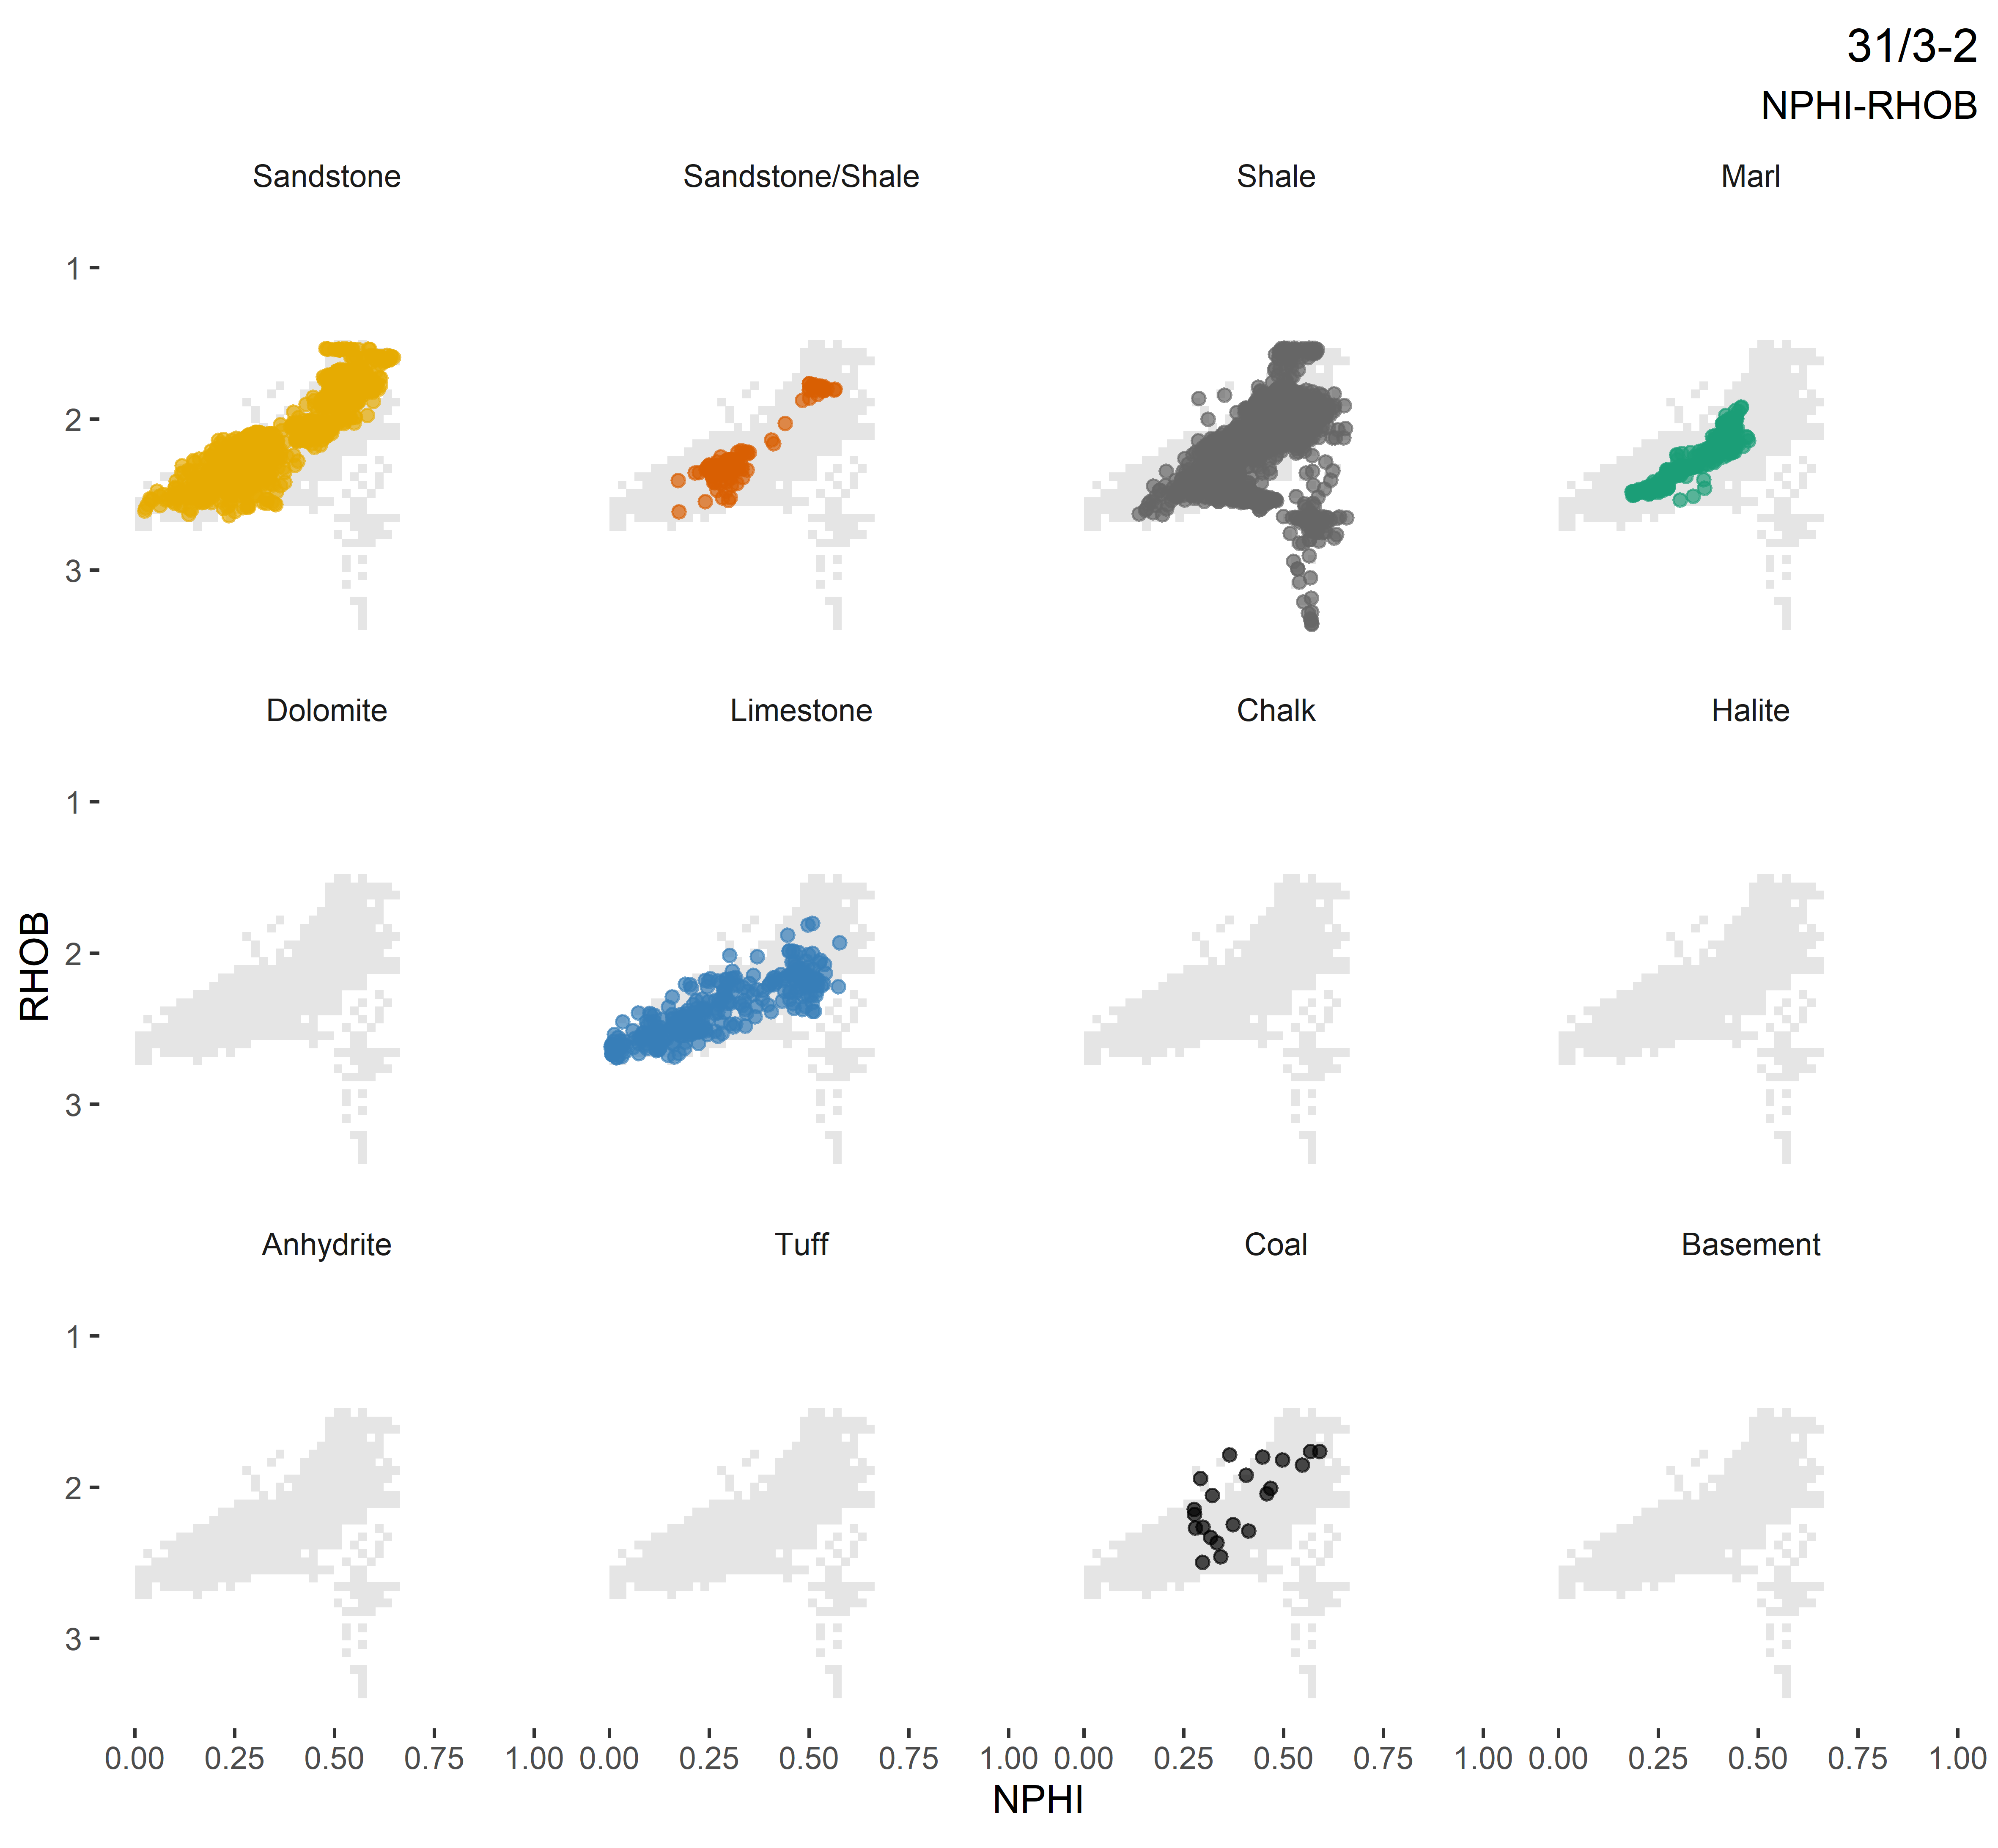 31/3-2
NPHI-RHOB
Sandstone Sandstone/Shale Shale Marl
1
2
3
Dolomite Limestone Chalk Halite
1
2
3
RHOB
Anhydrite Tuff Coal Basement
1
2
3
0.00 0.25 0.50 0.75 1.00 0.00 0.25 0.50 0.75 1.00 0.00 0.25 0.50 0.75 1.00 0.00 0.25 0.50 0.75 1.00
NPHI